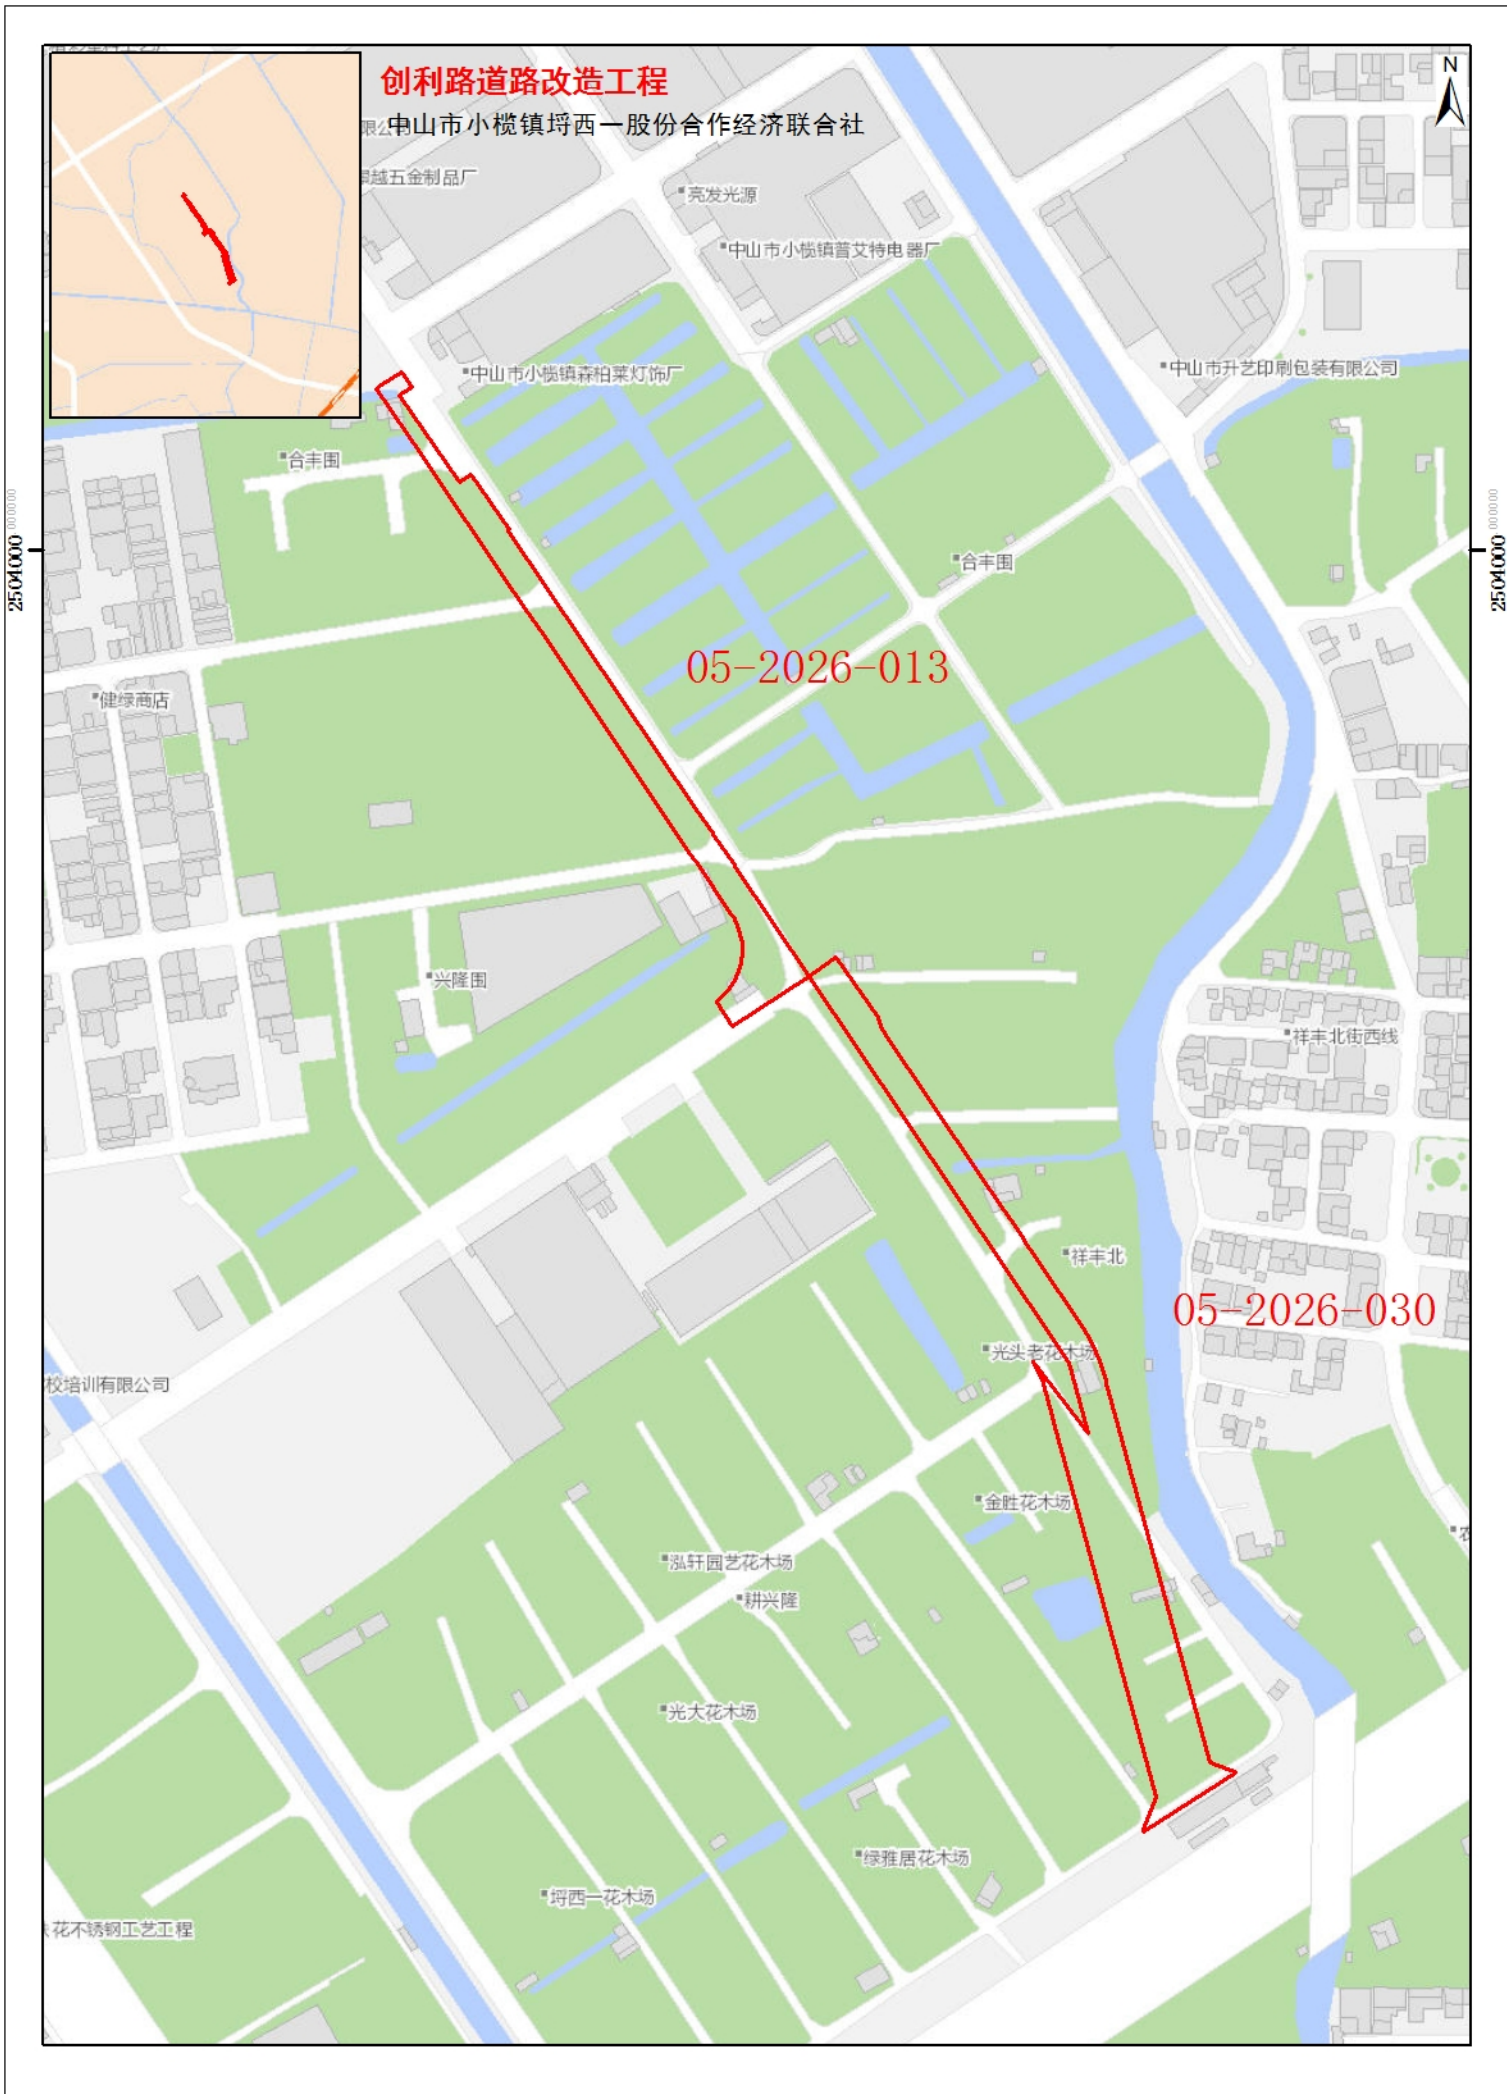 创利路道路改造工程
中山市小榄镇埒西一股份合作经济联合社
N
限公司
越五金制品厂
亮发光源
中山市小榄镇普艾特电器厂
中山市小榄镇森柏莱灯饰厂
中山市升艺印刷包装有限公司
合丰围
2504000 000000
2504000 000000
合丰围
05-2026-013
健绿商店
兴隆围
祥丰北街西线
祥丰北
05-2026-030
光头老花木场
校培训有限公司
金胜花木场
农
泓轩园艺花木场
耕兴隆
光大花木场
绿雅居花木场
埒西一花木场
花不锈钢工艺工程